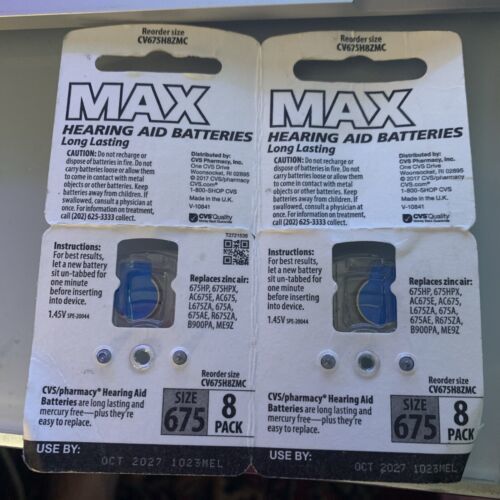 Reorder size
CV675H8ZMC
MAX
HEARING AID BATTERIES
Long Lasting
CAUTION: Do not recharge or
dispose of batteries in fire. Do not
carry batteries loose or allow them
to come in contact with metal
objects or other batteries. Keep
batteries away from children. If
swallowed, consult a physician at
once. For information on treatment,
call (202) 625-3333 collect.
Distributed by:
CVS Pharmacy, Inc.
One CVS Drive
Woonsocket, RI 02895
© 2017 CVS/pharmacy
CVS.com®
1-800-SHOP CVS
Made in the U.K.
V-10841
CVSQuality
Instructions:
For best results,
let a new battery
sit un-tabbed for
one minute
before inserting
into device.
1.45V SPE-20044
Replaces zinc air:
675HP, 675HPX,
AC675E, AC675,
L675ZA, 675A,
675AE, R675ZA,
B900PA, ME9Z
Reorder size
CV675H8ZMC
CVS/pharmacy® Hearing Aid
Batteries are long lasting and
mercury free—plus they're
easy to replace.
SIZE
675
8
PACK
USE BY:
OCT 2027 1023MEL
Reorder size
CV675H8ZMC
MAX
HEARING AID BATTERIES
Long Lasting
CAUTION: Do not recharge or
dispose of batteries in fire. Do not
carry batteries loose or allow them
to come in contact with metal
objects or other batteries. Keep
batteries away from children. If
swallowed, consult a physician at
once. For information on treatment,
call (202) 625-3333 collect.
Distributed by:
CVS Pharmacy, Inc.
One CVS Drive
Woonsocket, RI 02895
© 2017 CVS/pharmacy
CVS.com®
1-800-SHOP CVS
Made in the U.K.
V-10841
CVSQuality
Instructions:
For best results,
let a new battery
sit un-tabbed for
one minute
before inserting
into device.
1.45V SPE-20044
Replaces zinc air:
675HP, 675HPX,
AC675E, AC675,
L675ZA, 675A,
675AE, R675ZA,
B900PA, ME9Z
Reorder size
CV675H8ZMC
CVS/pharmacy® Hearing Aid
Batteries are long lasting and
mercury free—plus they're
easy to replace.
SIZE
675
8
PACK
USE BY:
OCT 2027 1023MEL